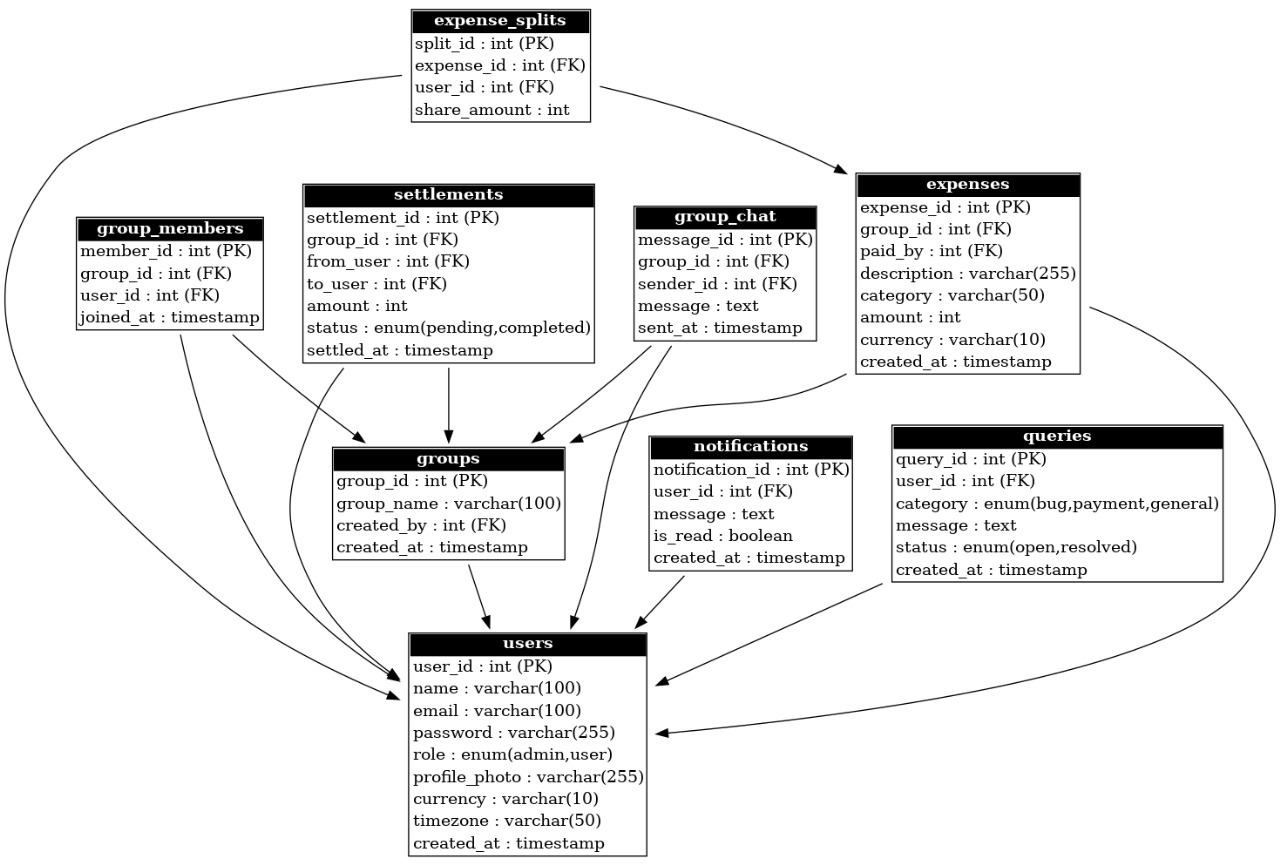 expense_splits
split_id : int (PK)
expense_id : int (FK)
user_id : int (FK)
share_amount : int
expenses
expense_id : int (PK)
group_id : int (FK)
paid_by : int (FK)
description : varchar(255)
category : varchar(50)
amount : int
currency : varchar(10)
created_at : timestamp
settlements
settlement_id : int (PK)
group_id : int (FK)
from_user : int (FK)
to_user : int (FK)
amount : int
status : enum(pending,completed)
settled_at : timestamp
group_chat
message_id : int (PK)
group_id : int (FK)
sender_id : int (FK)
message : text
sent_at : timestamp
group_members
member_id : int (PK)
group_id : int (FK)
user_id : int (FK)
joined_at : timestamp
groups
group_id : int (PK)
group_name : varchar(100)
created_by : int (FK)
created_at : timestamp
notifications
notification_id : int (PK)
user_id : int (FK)
message : text
is_read : boolean
created_at : timestamp
queries
query_id : int (PK)
user_id : int (FK)
category : enum(bug,payment,general)
message : text
status : enum(open,resolved)
created_at : timestamp
users
user_id : int (PK)
name : varchar(100)
email : varchar(100)
password : varchar(255)
role : enum(admin,user)
profile_photo : varchar(255)
currency : varchar(10)
timezone : varchar(50)
created_at : timestamp